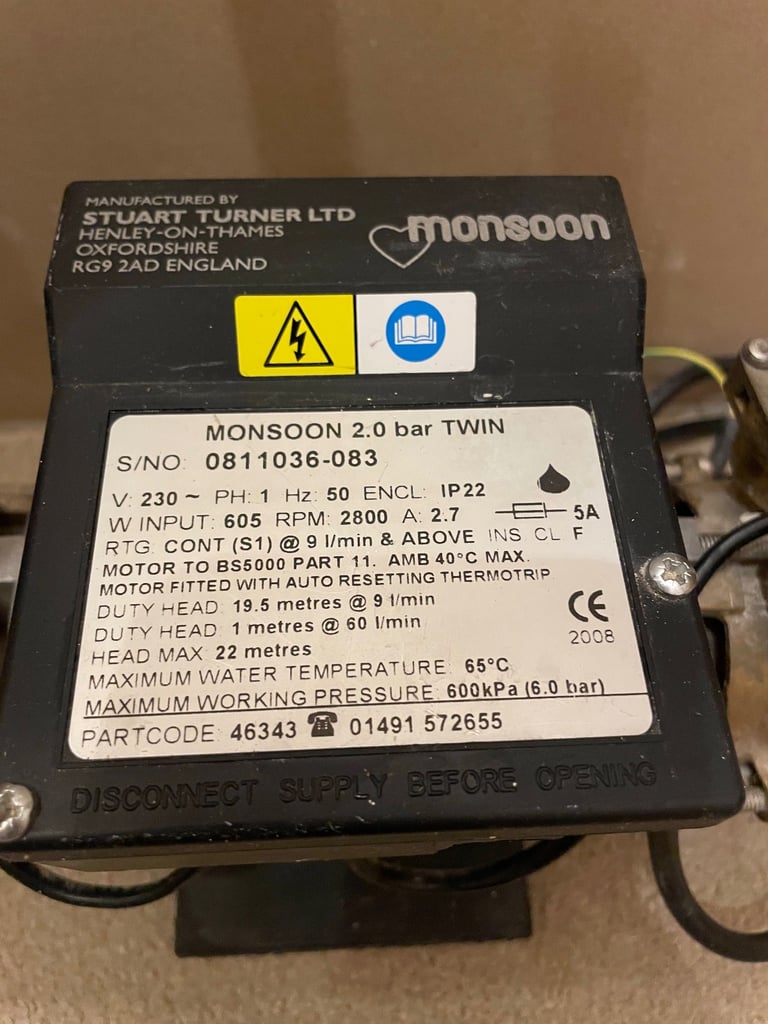 MANUFACTURED BY
STUART TURNER LTD
HENLEY-ON-THAMES
OXFORDSHIRE
RG9 2AD ENGLAND
monsoon
MONSOON 2.0 bar TWIN
S/NO: 0811036-083
V: 230 ~ PH: 1 Hz: 50 ENCL: IP22
W INPUT: 605 RPM: 2800 A: 2.7 5A
RTG: CONT (S1) @ 9 l/min & ABOVE INS CL F
MOTOR TO BS5000 PART 11. AMB 40°C MAX.
MOTOR FITTED WITH AUTO RESETTING THERMOTRIP
DUTY HEAD: 19.5 metres @ 9 l/min
DUTY HEAD: 1 metres @ 60 l/min
CE
2008
HEAD MAX: 22 metres
MAXIMUM WATER TEMPERATURE: 65°C
MAXIMUM WORKING PRESSURE: 600kPa (6.0 bar)
PARTCODE: 46343 ☎ 01491 572655
DISCONNECT SUPPLY BEFORE OPENING